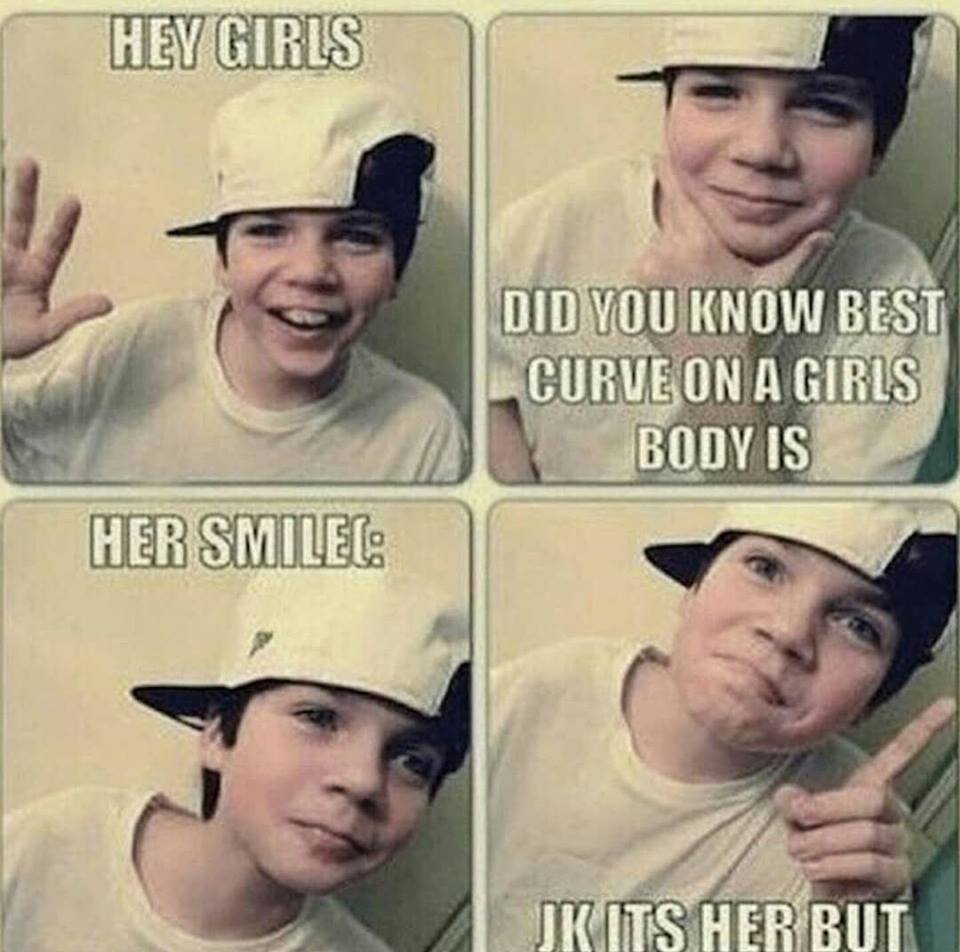 HEY GIRLS
DID YOU KNOW BEST
CURVE ON A GIRLS
BODY IS
HER SMILE(:
JK ITS HER BUT